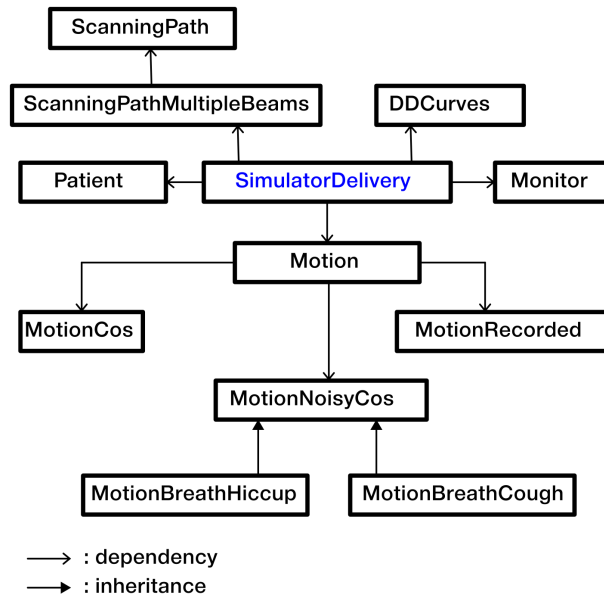 ScanningPath
ScanningPathMultipleBeams
DDCurves
Patient
SimulatorDelivery
Monitor
Motion
MotionCos
MotionRecorded
MotionNoisyCos
MotionBreathHiccup
MotionBreathCough
: dependency
: inheritance